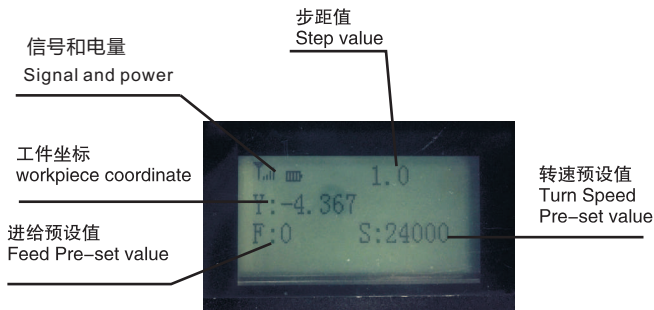 步距值
Step value
信号和电量
Signal and power
工件坐标
workpiece coordinate
进给预设值
Feed Pre-set value
1.0
Y:-4.367
F:0 S:24000
转速预设值
Turn Speed
Pre-set value